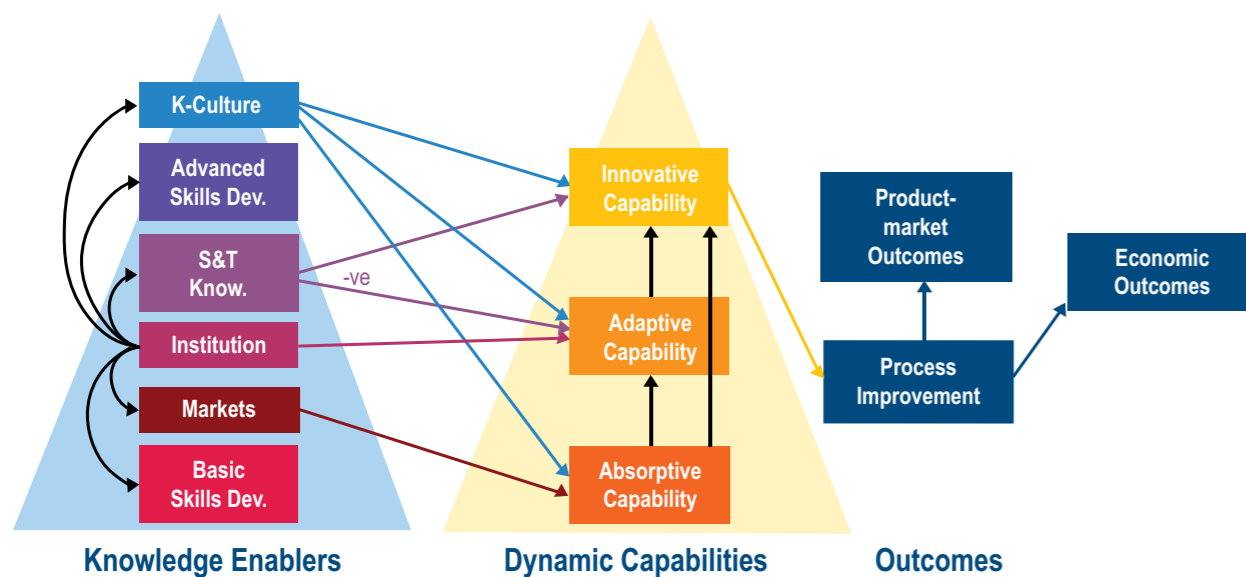 K-Culture
Advanced
Skills Dev.
S&T
Know.
Institution
Markets
Basic
Skills Dev.
-ve
Innovative
Capability
Adaptive
Capability
Absorptive
Capability
Product-
market
Outcomes
Process
Improvement
Economic
Outcomes
Knowledge Enablers
Dynamic Capabilities
Outcomes